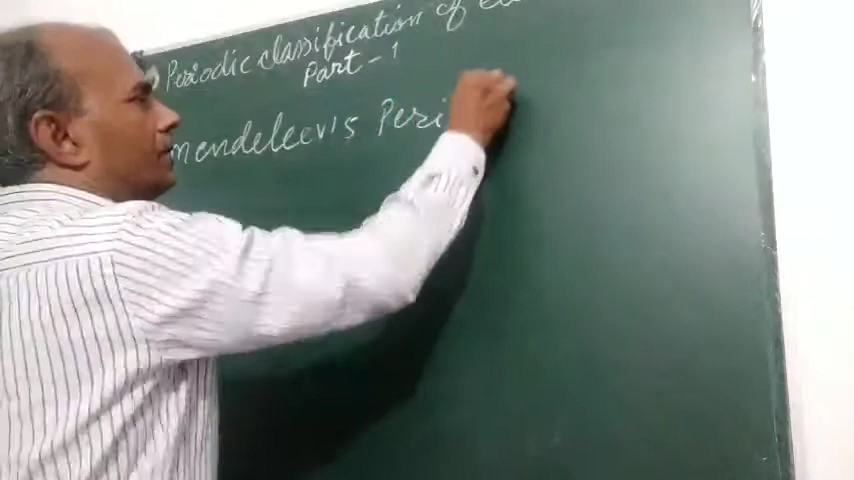 Periodic classification of
Part - 1
mendeleev's Peri